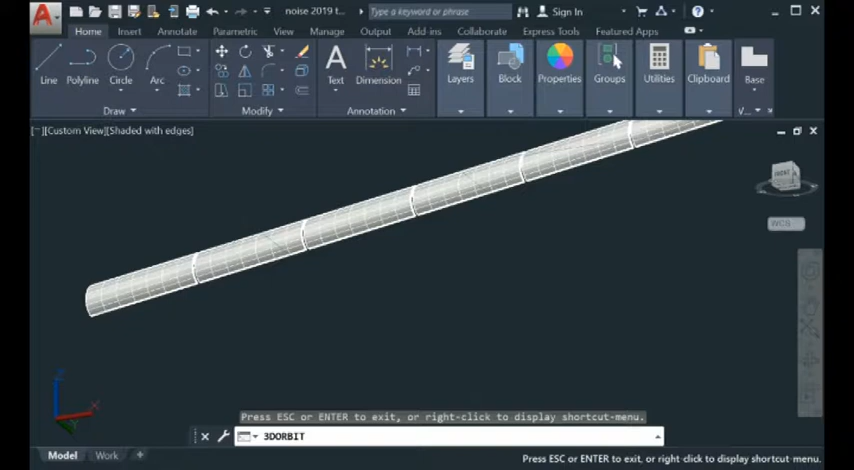 noise 2019 t...
Type a keyword or phrase
Sign In
Home Insert Annotate Parametric View Manage Output Add-ins Collaborate Express Tools Featured Apps
Line Polyline Circle Arc Text Dimension Layers Block Properties Groups Utilities Clipboard Base
Draw Modify Annotation V...
[−][Custom View][Shaded with edges]
FRONT
WCS
Z
X
Y
Press ESC or ENTER to exit, or right-click to display shortcut-menu.
3DORBIT
Model Work +
Press ESC or ENTER to exit, or right-click to display shortcut-menu.